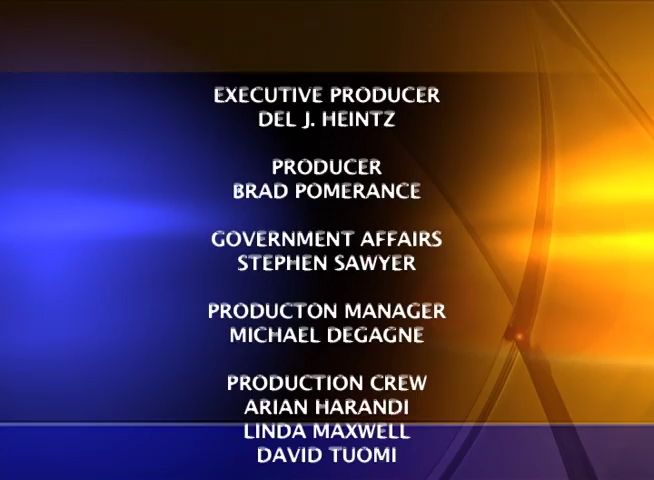 EXECUTIVE PRODUCER
DEL J. HEINTZ
PRODUCER
BRAD POMERANCE
GOVERNMENT AFFAIRS
STEPHEN SAWYER
PRODUCTON MANAGER
MICHAEL DEGAGNE
PRODUCTION CREW
ARIAN HARANDI
LINDA MAXWELL
DAVID TUOMI